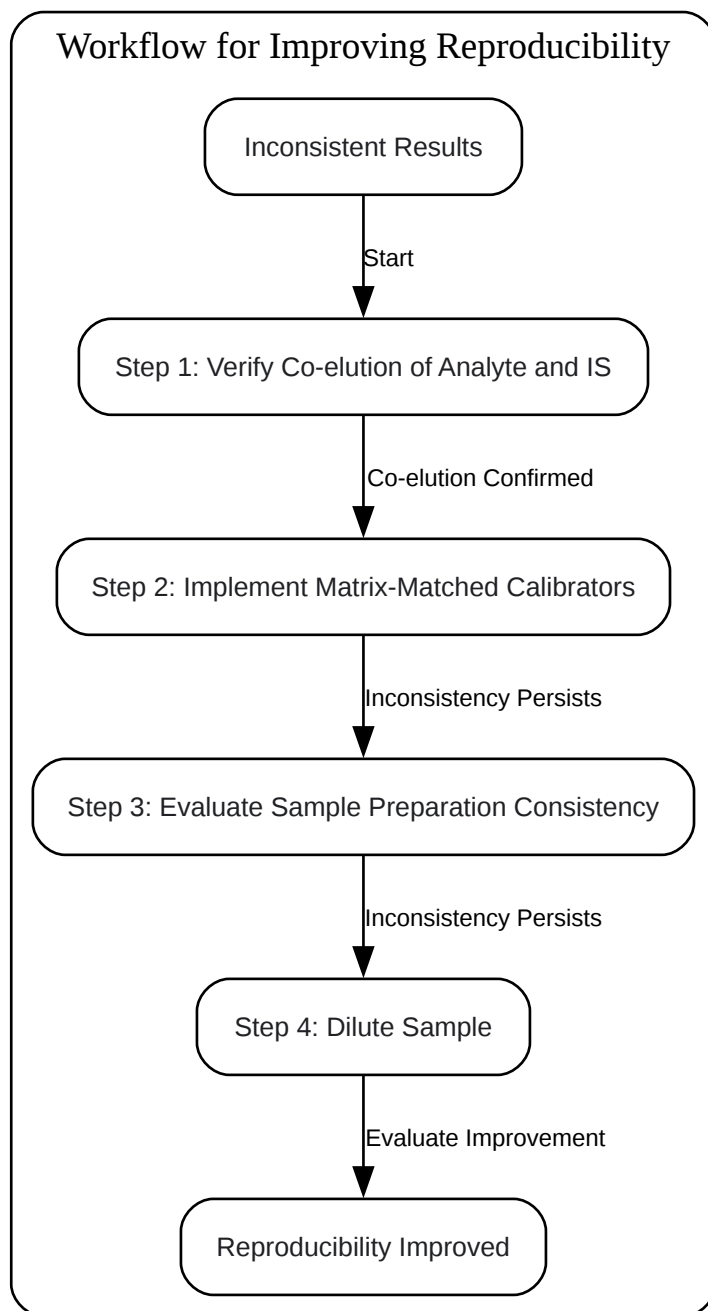 Workflow for Improving Reproducibility
Inconsistent Results
Start
Step 1: Verify Co-elution of Analyte and IS
Co-elution Confirmed
Step 2: Implement Matrix-Matched Calibrators
Inconsistency Persists
Step 3: Evaluate Sample Preparation Consistency
Inconsistency Persists
Step 4: Dilute Sample
Evaluate Improvement
Reproducibility Improved